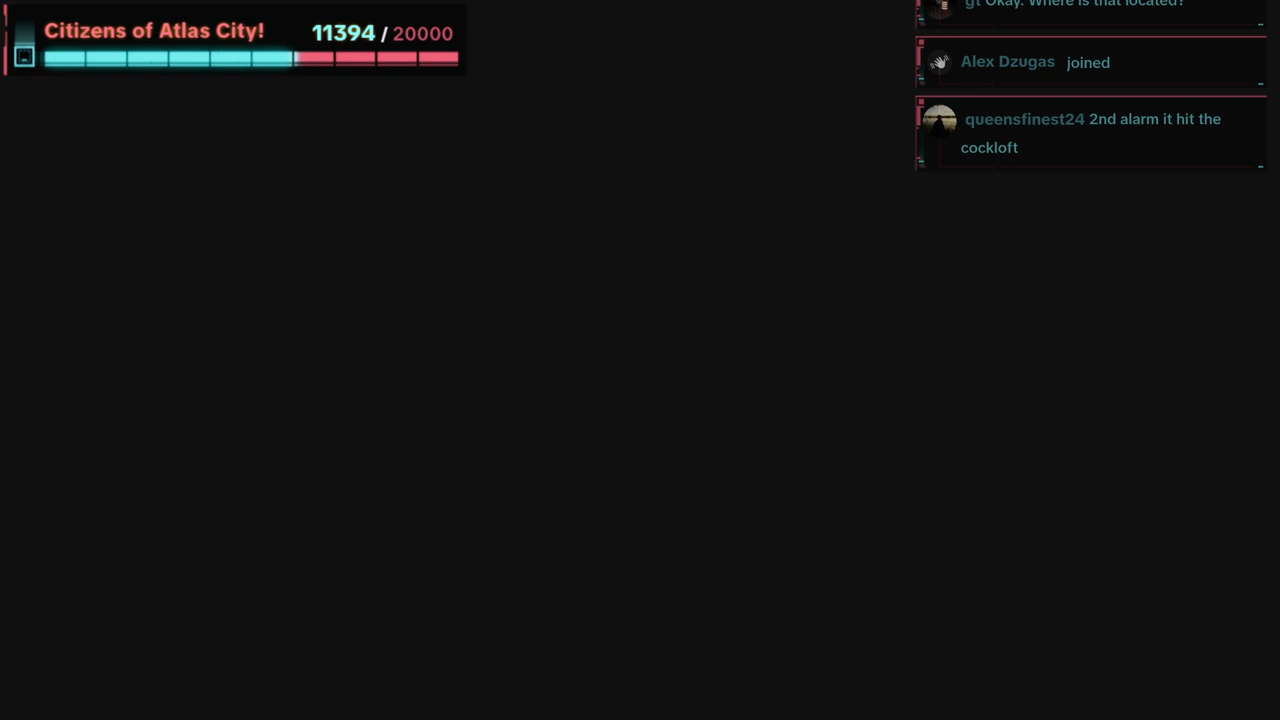 Citizens of Atlas City! 11394 / 20000
gt Okay. Where is that located?
Alex Dzugas joined
queensfinest24 2nd alarm it hit the
cockloft